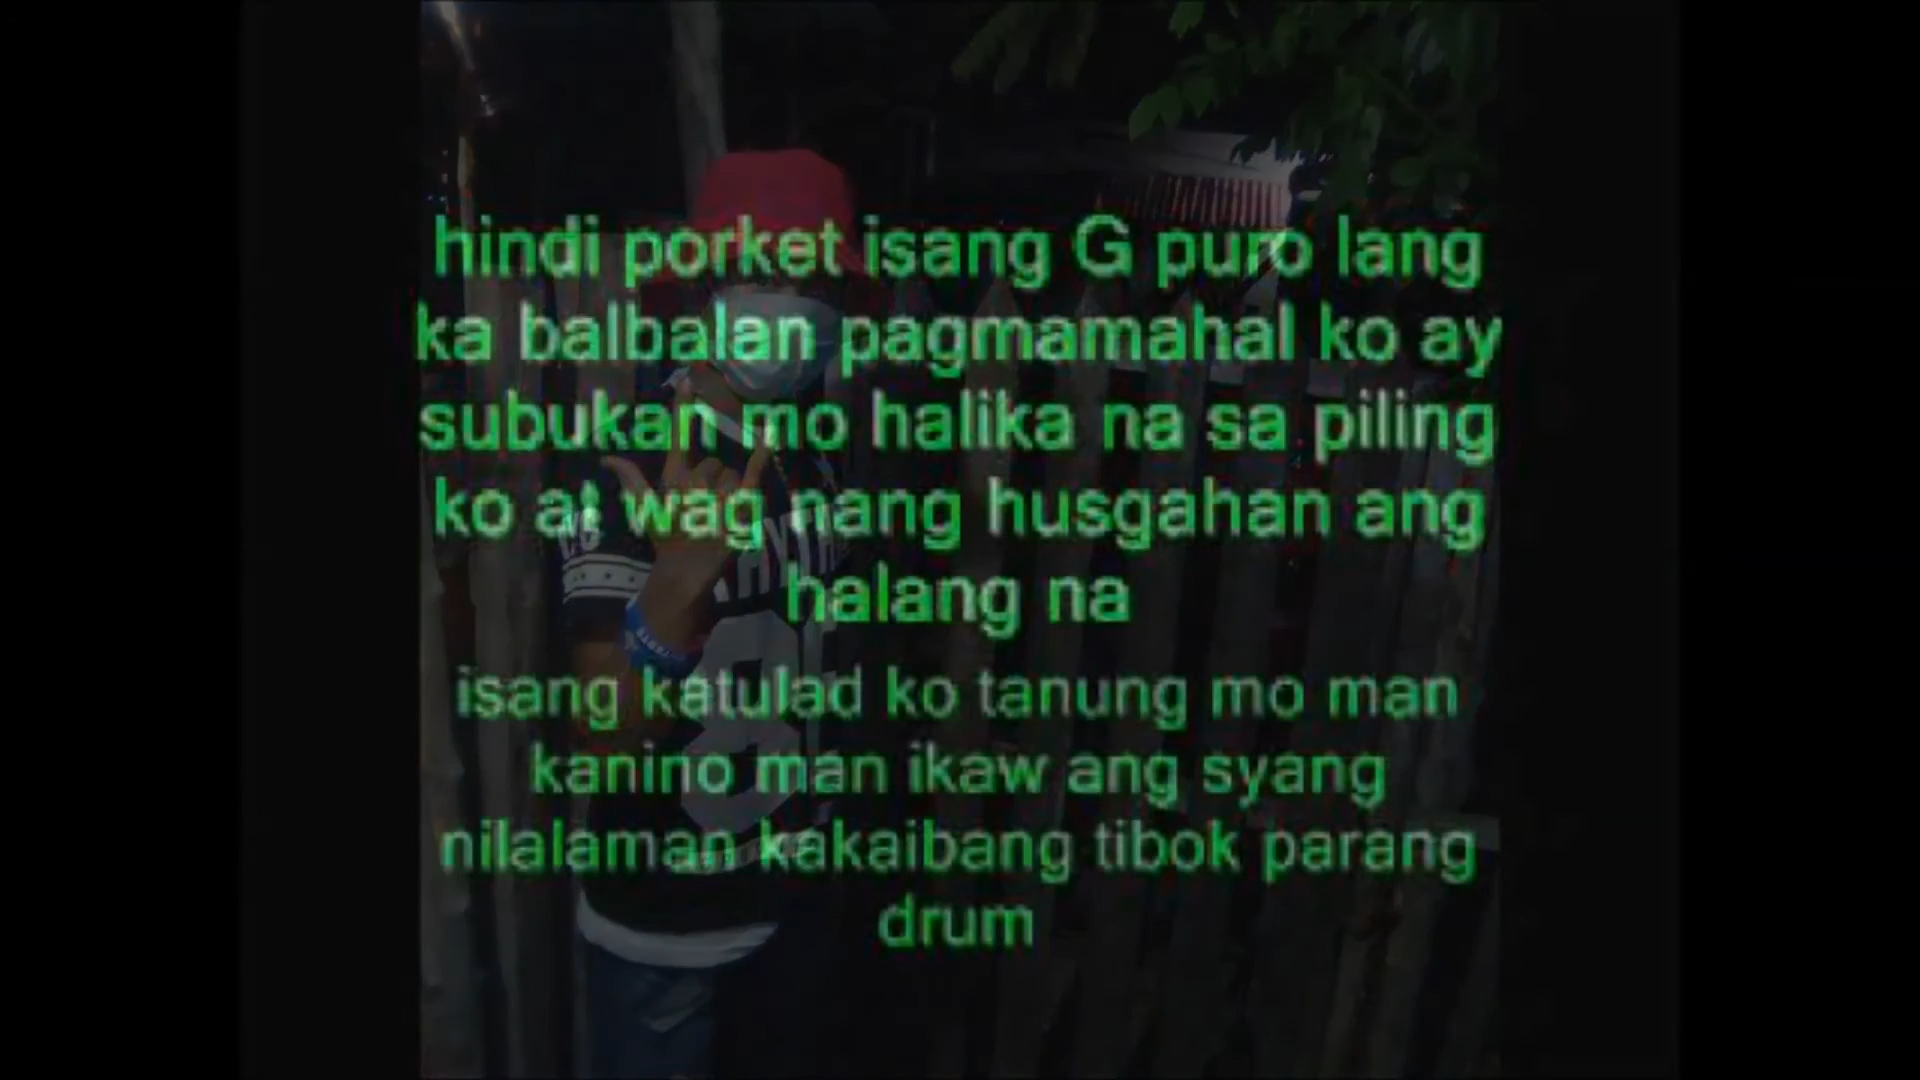 hindi porket isang G puro lang
ka balbalan pagmamahal ko ay
subukan mo halika na sa piling
ko at wag nang husgahan ang
halang na
isang katulad ko tanung mo man
kanino man ikaw ang syang
nilalaman kakaibang tibok parang
drum